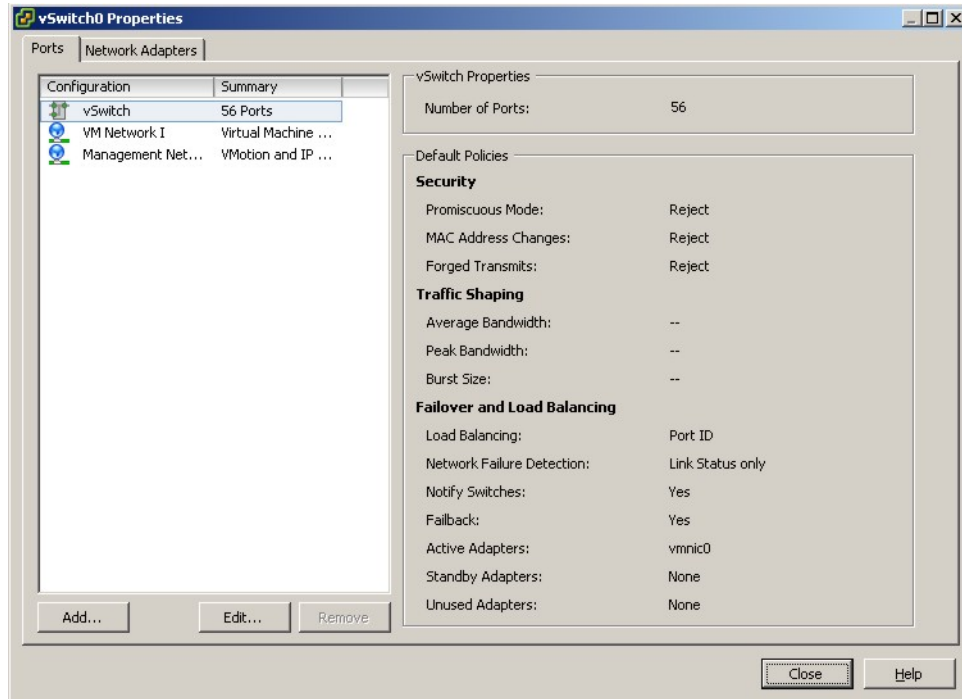 vSwitch0 Properties
Ports Network Adapters
Configuration Summary
vSwitch 56 Ports
VM Network I Virtual Machine ...
Management Net... VMotion and IP ...
Add... Edit... Remove
vSwitch Properties
Number of Ports: 56
Default Policies
Security
Promiscuous Mode: Reject
MAC Address Changes: Reject
Forged Transmits: Reject
Traffic Shaping
Average Bandwidth: --
Peak Bandwidth: --
Burst Size: --
Failover and Load Balancing
Load Balancing: Port ID
Network Failure Detection: Link Status only
Notify Switches: Yes
Failback: Yes
Active Adapters: vmnic0
Standby Adapters: None
Unused Adapters: None
Close Help